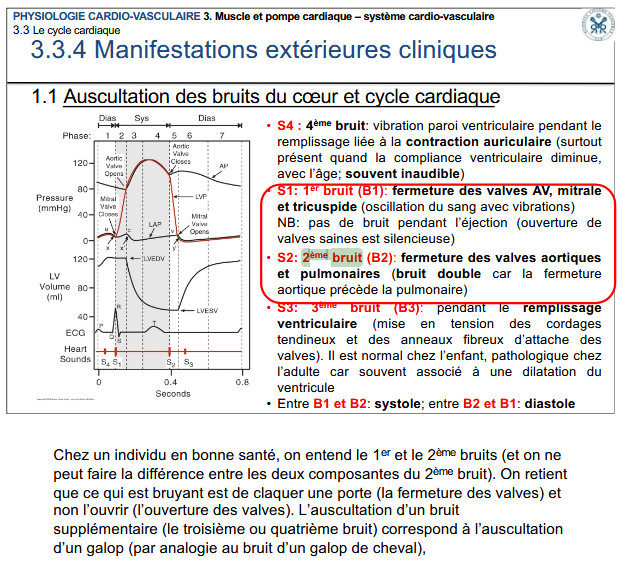 PHYSIOLOGIE CARDIO-VASCULAIRE 3. Muscle et pompe cardiaque – système cardio-vasculaire
3.3 Le cycle cardiaque
3.3.4 Manifestations extérieures cliniques
1.1 Auscultation des bruits du cœur et cycle cardiaque
Dias Sys Dias
Phase: 1 2 3 4 5 6 7
Aortic Valve Opens
Aortic Valve Closes
AP
120
80
40
0
Pressure (mmHg)
LVP
Mitral Valve Closes
LAP
Mitral Valve Opens
a
c
v
x
x'
y
120
80
40
LV Volume (ml)
LVEDV
LVESV
ECG
P
Q
R
S
T
Heart Sounds
S4 S1 S2 S3
0 0.4 0.8
Seconds
• S4 : 4ème bruit: vibration paroi ventriculaire pendant le
remplissage liée à la contraction auriculaire (surtout
présent quand la compliance ventriculaire diminue,
avec l'âge; souvent inaudible)
• S1: 1er bruit (B1): fermeture des valves AV, mitrale
et tricuspide (oscillation du sang avec vibrations)
NB: pas de bruit pendant l'éjection (ouverture de
valves saines est silencieuse)
• S2: 2ème bruit (B2): fermeture des valves aortiques
et pulmonaires (bruit double car la fermeture
aortique précède la pulmonaire)
• S3: 3ème bruit (B3): pendant le remplissage
ventriculaire (mise en tension des cordages
tendineux et des anneaux fibreux d'attache des
valves). Il est normal chez l'enfant, pathologique chez
l'adulte car souvent associé à une dilatation du
ventricule
• Entre B1 et B2: systole; entre B2 et B1: diastole
Chez un individu en bonne santé, on entend le 1er et le 2ème bruits (et on ne
peut faire la différence entre les deux composantes du 2ème bruit). On retient
que ce qui est bruyant est de claquer une porte (la fermeture des valves) et
non l'ouvrir (l'ouverture des valves). L'auscultation d'un bruit
supplémentaire (le troisième ou quatrième bruit) correspond à l'auscultation
d'un galop (par analogie au bruit d'un galop de cheval),